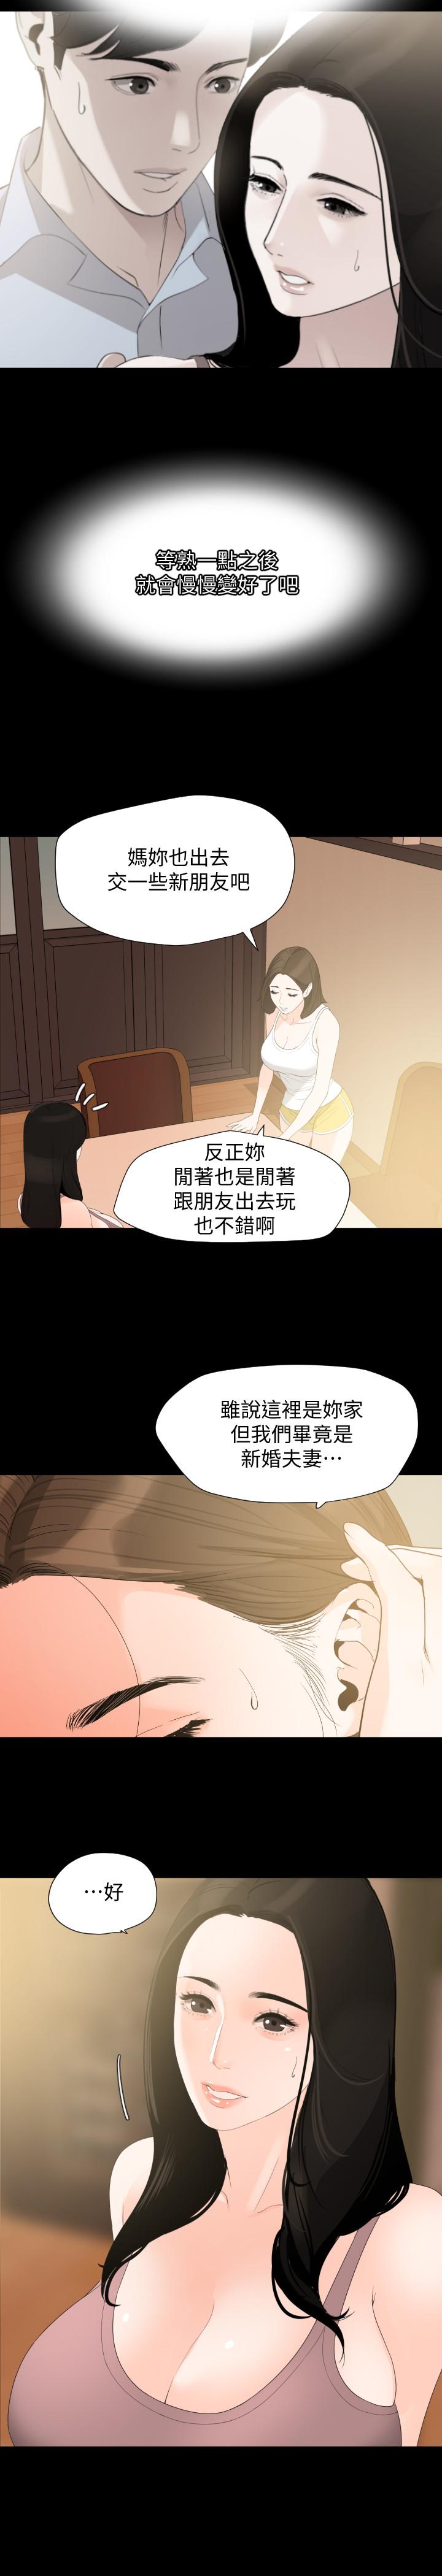 等熟一點之後
就會慢慢變好了吧
媽妳也出去
交一些新朋友吧
反正妳
閒著也是閒著
跟朋友出去玩
也不錯啊
雖說這裡是妳家
但我們畢竟是
新婚夫妻⋯
⋯好